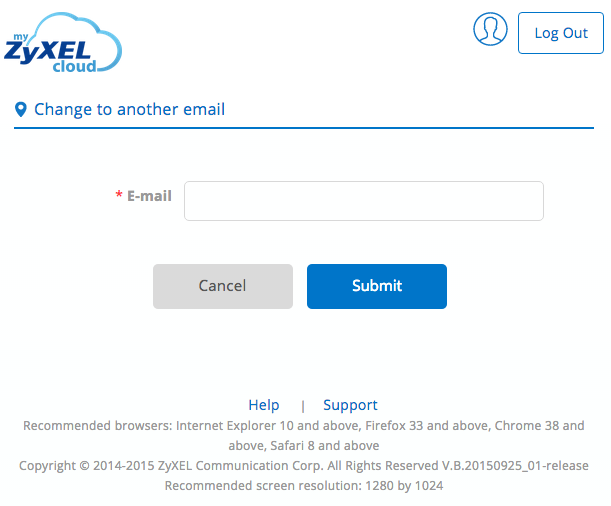 my
ZyXEL
cloud
Log Out
Change to another email
* E-mail
Cancel
Submit
Help | Support
Recommended browsers: Internet Explorer 10 and above, Firefox 33 and above, Chrome 38 and
above, Safari 8 and above
Copyright © 2014-2015 ZyXEL Communication Corp. All Rights Reserved V.B.20150925_01-release
Recommended screen resolution: 1280 by 1024